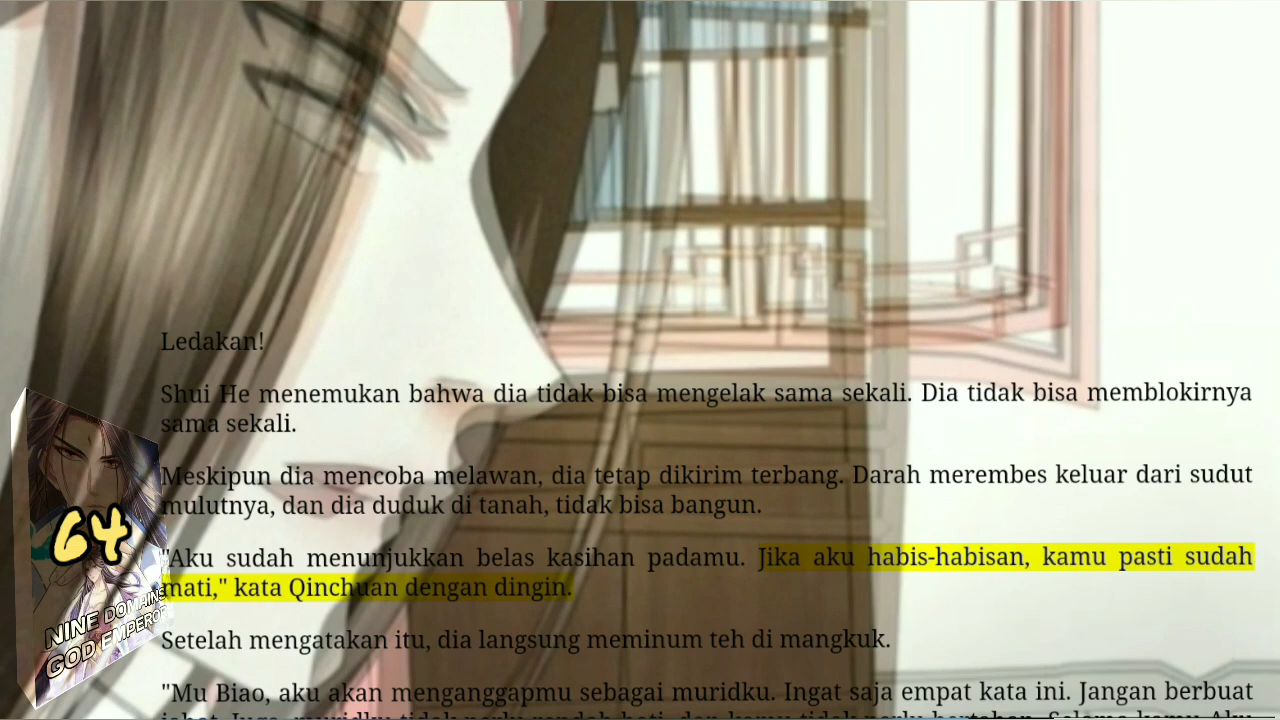 Ledakan!
Shui He menemukan bahwa dia tidak bisa mengelak sama sekali. Dia tidak bisa memblokirnya
sama sekali.
Meskipun dia mencoba melawan, dia tetap dikirim terbang. Darah merembes keluar dari sudut
mulutnya, dan dia duduk di tanah, tidak bisa bangun.
"Aku sudah menunjukkan belas kasihan padamu. Jika aku habis-habisan, kamu pasti sudah
mati," kata Qinchuan dengan dingin.
Setelah mengatakan itu, dia langsung meminum teh di mangkuk.
"Mu Biao, aku akan menganggapmu sebagai muridku. Ingat saja empat kata ini. Jangan berbuat
64
NINE DOMAINS
GOD EMPEROR